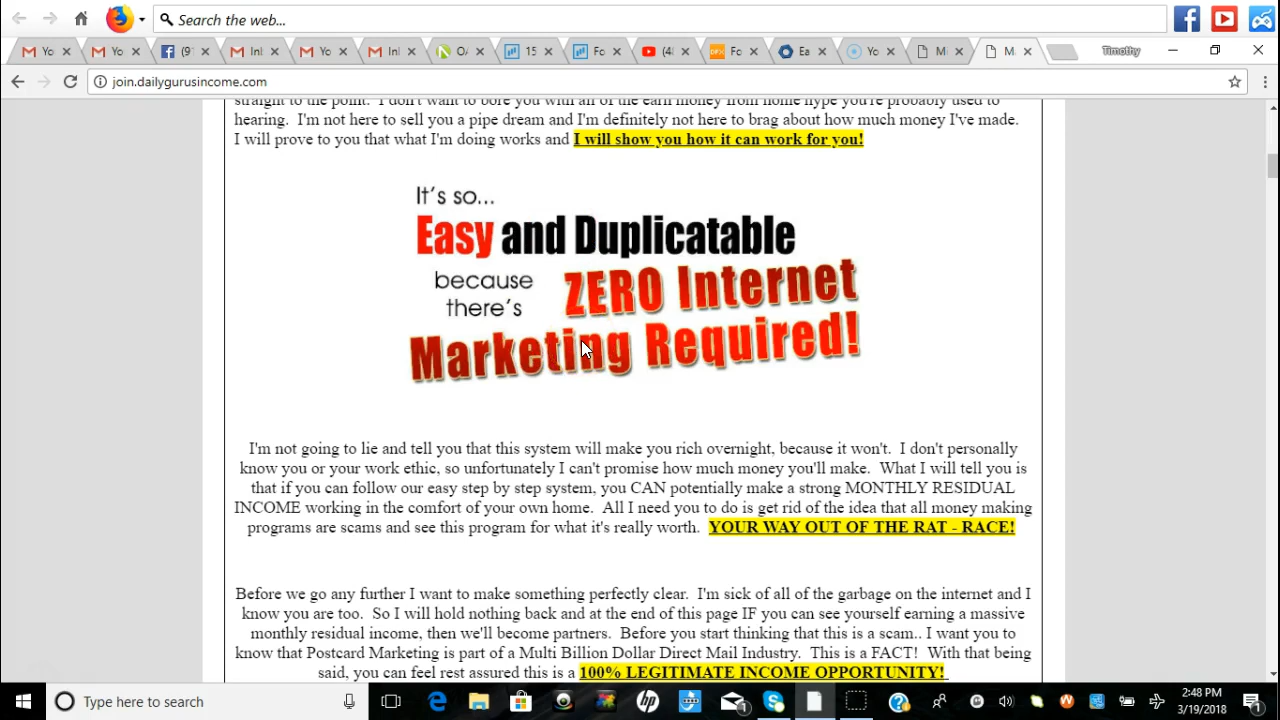 Search the web...
Yo
Yo
(9
Inl
Yo
Inl
OA
15
Fo
(4
Fo
Ea
Yo
Mi
M
Timothy
join.dailygurusincome.com
straight to the point. I don't want to bore you with all of the earn money from home hype you're probably used to
hearing. I'm not here to sell you a pipe dream and I'm definitely not here to brag about how much money I've made.
I will prove to you that what I'm doing works and I will show you how it can work for you!
It's so...
Easy and Duplicatable
because
there's
ZERO Internet
Marketing Required!
I'm not going to lie and tell you that this system will make you rich overnight, because it won't. I don't personally
know you or your work ethic, so unfortunately I can't promise how much money you'll make. What I will tell you is
that if you can follow our easy step by step system, you CAN potentially make a strong MONTHLY RESIDUAL
INCOME working in the comfort of your own home. All I need you to do is get rid of the idea that all money making
programs are scams and see this program for what it's really worth. YOUR WAY OUT OF THE RAT - RACE!
Before we go any further I want to make something perfectly clear. I'm sick of all of the garbage on the internet and I
know you are too. So I will hold nothing back and at the end of this page IF you can see yourself earning a massive
monthly residual income, then we'll become partners. Before you start thinking that this is a scam.. I want you to
know that Postcard Marketing is part of a Multi Billion Dollar Direct Mail Industry. This is a FACT! With that being
said, you can feel rest assured this is a 100% LEGITIMATE INCOME OPPORTUNITY!
Type here to search
2:48 PM
3/19/2018